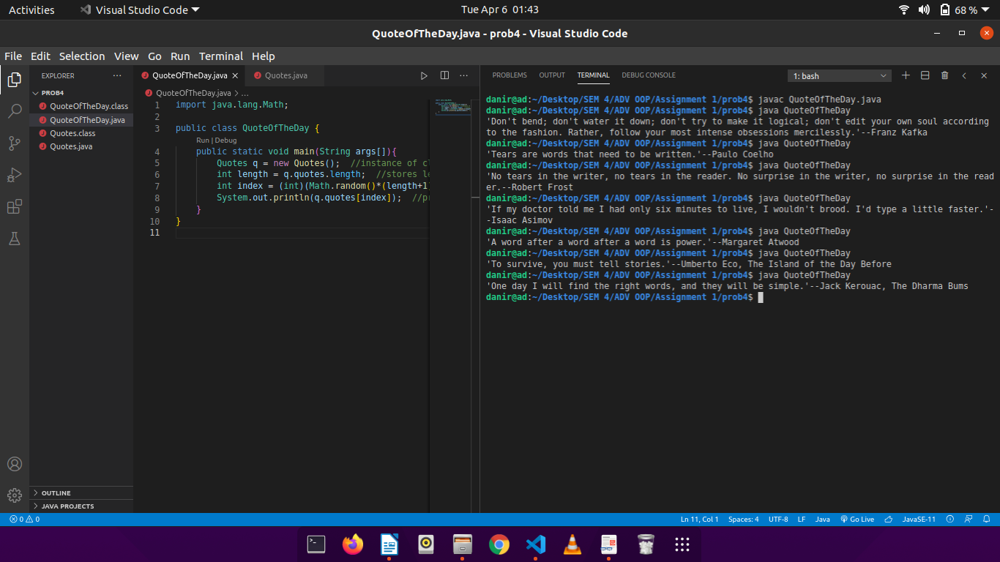 Activities
Visual Studio Code
Tue Apr 6 01:43
68 %
QuoteOfTheDay.java - prob4 - Visual Studio Code
File Edit Selection View Go Run Terminal Help
EXPLORER
PROB4
QuoteOfTheDay.class
QuoteOfTheDay.java
Quotes.class
Quotes.java
OUTLINE
JAVA PROJECTS
QuoteOfTheDay.java
Quotes.java
QuoteOfTheDay.java > ...
1 import java.lang.Math;
2
3 public class QuoteOfTheDay {
Run | Debug
4 public static void main(String args[]){
5 Quotes q = new Quotes(); //instance of cl
6 int length = q.quotes.length; //stores le
7 int index = (int)(Math.random()*(length+1)
8 System.out.println(q.quotes[index]); //pr
9 }
10 }
11
PROBLEMS OUTPUT TERMINAL DEBUG CONSOLE
1: bash
danir@ad:~/Desktop/SEM 4/ADV OOP/Assignment 1/prob4$ javac QuoteOfTheDay.java
danir@ad:~/Desktop/SEM 4/ADV OOP/Assignment 1/prob4$ java QuoteOfTheDay
'Don't bend; don't water it down; don't try to make it logical; don't edit your own soul according
to the fashion. Rather, follow your most intense obsessions mercilessly.'--Franz Kafka
danir@ad:~/Desktop/SEM 4/ADV OOP/Assignment 1/prob4$ java QuoteOfTheDay
'Tears are words that need to be written.'--Paulo Coelho
danir@ad:~/Desktop/SEM 4/ADV OOP/Assignment 1/prob4$ java QuoteOfTheDay
'No tears in the writer, no tears in the reader. No surprise in the writer, no surprise in the read
er.--Robert Frost
danir@ad:~/Desktop/SEM 4/ADV OOP/Assignment 1/prob4$ java QuoteOfTheDay
'If my doctor told me I had only six minutes to live, I wouldn't brood. I'd type a little faster.'-
-Isaac Asimov
danir@ad:~/Desktop/SEM 4/ADV OOP/Assignment 1/prob4$ java QuoteOfTheDay
'A word after a word after a word is power.'--Margaret Atwood
danir@ad:~/Desktop/SEM 4/ADV OOP/Assignment 1/prob4$ java QuoteOfTheDay
'To survive, you must tell stories.'--Umberto Eco, The Island of the Day Before
danir@ad:~/Desktop/SEM 4/ADV OOP/Assignment 1/prob4$ java QuoteOfTheDay
'One day I will find the right words, and they will be simple.'--Jack Kerouac, The Dharma Bums
danir@ad:~/Desktop/SEM 4/ADV OOP/Assignment 1/prob4$
0 0
Ln 11, Col 1 Spaces: 4 UTF-8 LF Java Go Live JavaSE-11